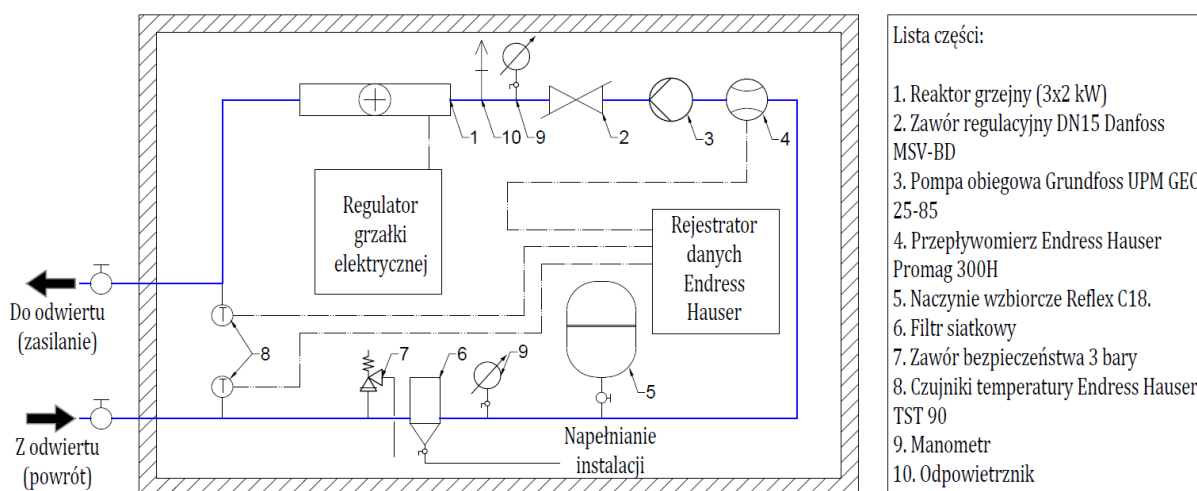 1
10
9
2
3
4
Regulator
grzałki
elektrycznej
Rejestrator
danych
Endress
Hauser
Do odwiertu
(zasilanie)
T
8
T
7
6
9
5
Z odwiertu
(powrót)
Napełnianie
instalacji
Lista części:
1. Reaktor grzejny (3x2 kW)
2. Zawór regulacyjny DN15 Danfoss
MSV-BD
3. Pompa obiegowa Grundfoss UPM GEO
25-85
4. Przepływomierz Endress Hauser
Promag 300H
5. Naczynie wzbiorcze Reflex C18.
6. Filtr siatkowy
7. Zawór bezpieczeństwa 3 bary
8. Czujniki temperatury Endress Hauser
TST 90
9. Manometr
10. Odpowietrznik